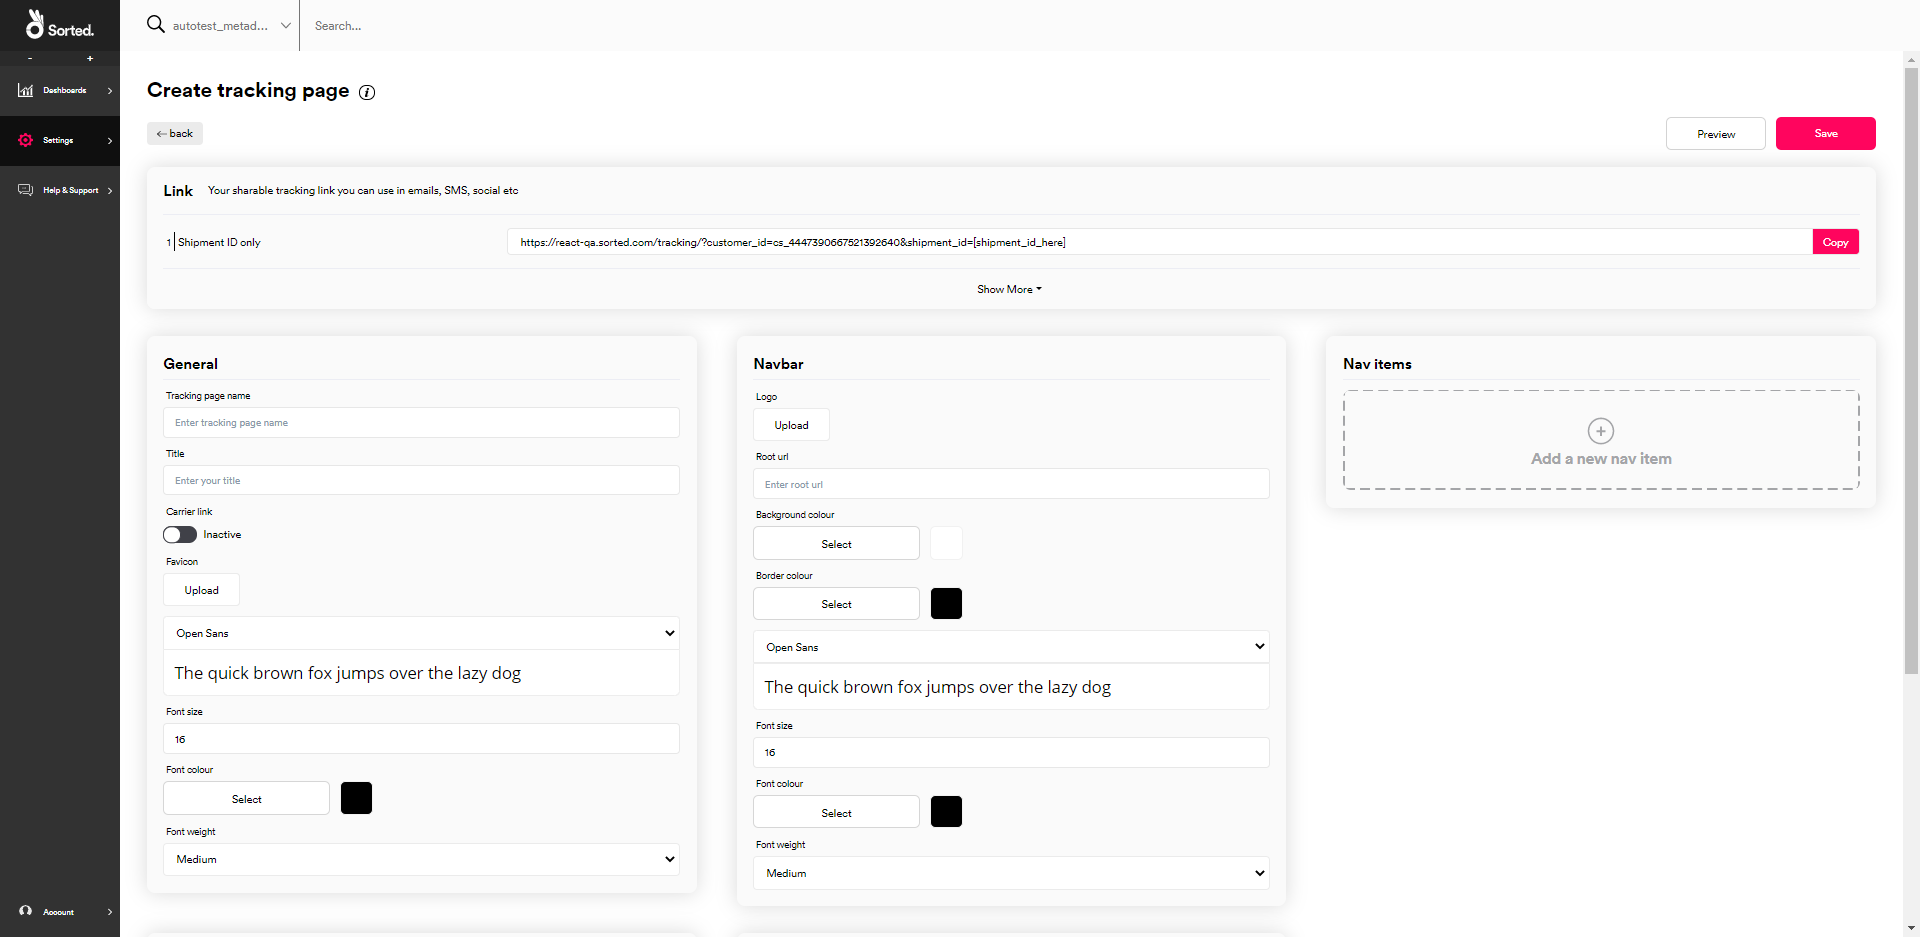 Sorted.
autotest_metad...
Search...
- +
Dashboards
Settings
Help & Support
Account
Create tracking page i
← back
Preview
Save
Link Your sharable tracking link you can use in emails, SMS, social etc
1 Shipment ID only
https://react-qa.sorted.com/tracking/?customer_id=cs_4447390667521392640&shipment_id=[shipment_id_here]
Copy
Show More
General
Tracking page name
Enter tracking page name
Title
Enter your title
Carrier link
Inactive
Favicon
Upload
Open Sans
The quick brown fox jumps over the lazy dog
Font size
16
Font colour
Select
Font weight
Medium
Navbar
Logo
Upload
Root url
Enter root url
Background colour
Select
Border colour
Select
Open Sans
The quick brown fox jumps over the lazy dog
Font size
16
Font colour
Select
Font weight
Medium
Nav items
Add a new nav item